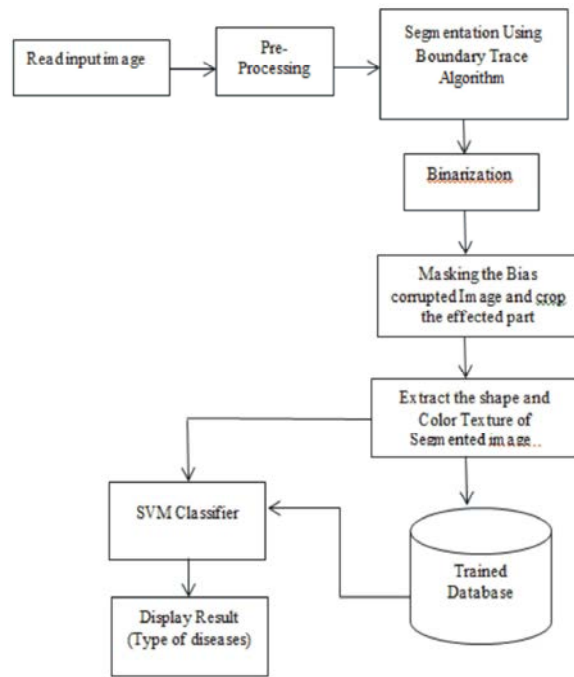 Read input image
Pre-
Processing
Segmentation Using
Boundary Trace
Algorithm
Binarization
Masking the Bias
corrupted Image and crop
the effected part
Extract the shape and
Color Texture of
Segmented image..
SVM Classifier
Trained
Database
Display Result
(Type of diseases)